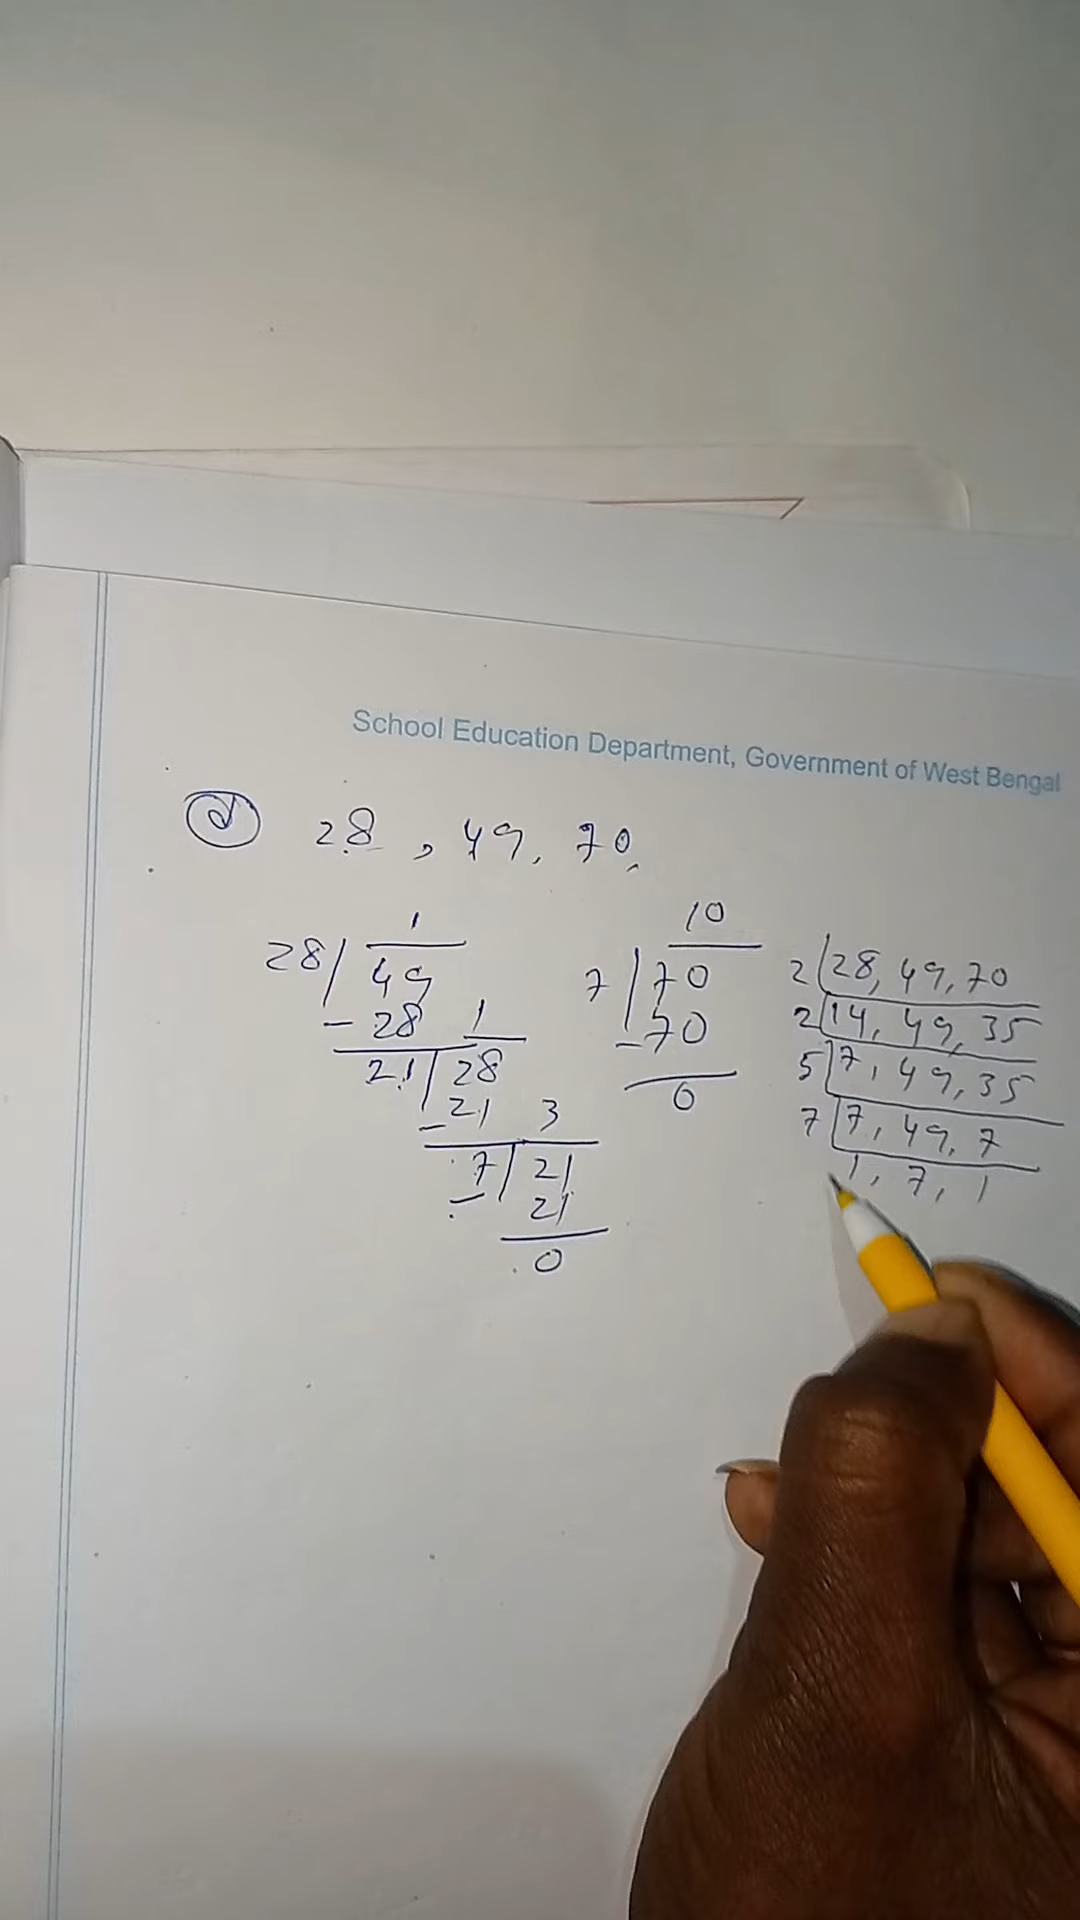 School Education Department, Government of West Bengal
d 28 , 49, 70,
1
28 / 49
- 28 1
21 / 28
- 21 3
7 / 21
- 21
0
10
7 / 70
- 70
0
2 / 28, 49, 70
2 / 14, 49, 35
5 / 7, 49, 35
7 / 7, 49, 7
1, 7, 1